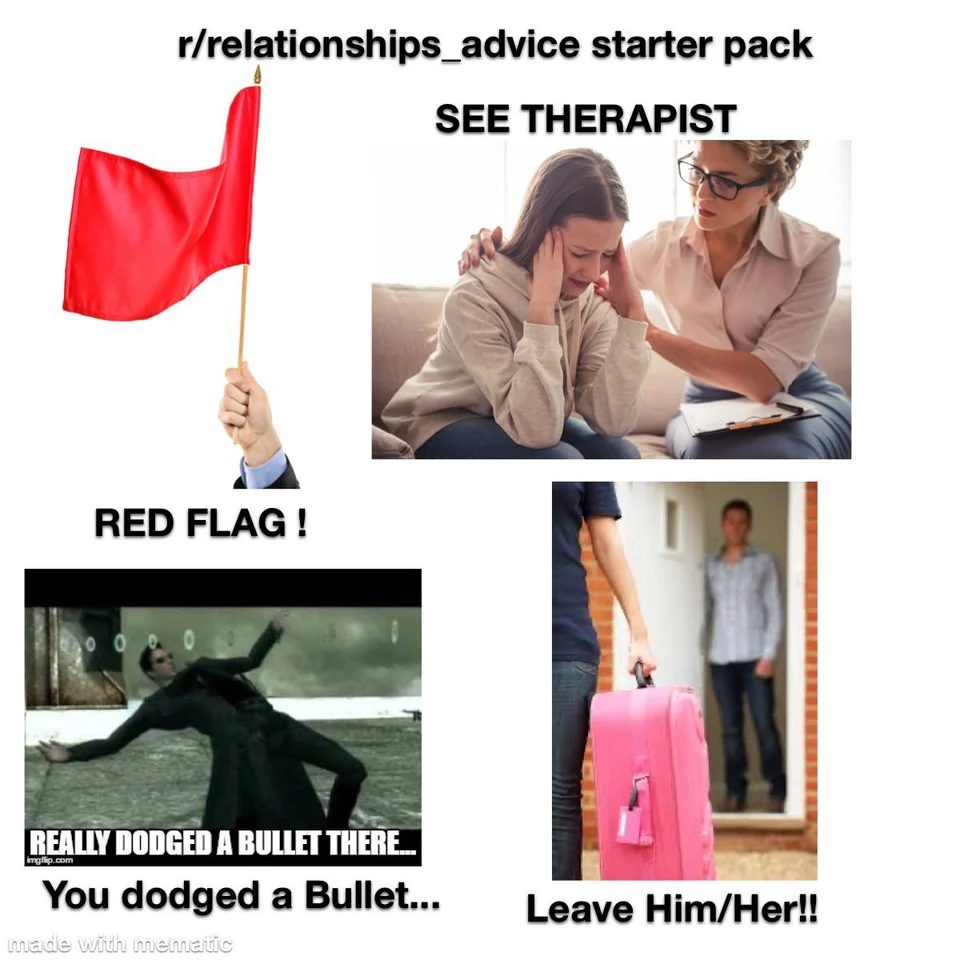 r/relationships_advice starter pack
SEE THERAPIST
RED FLAG !
REALLY DODGED A BULLET THERE...
imgflip.com
You dodged a Bullet...
Leave Him/Her!!
made with mematic